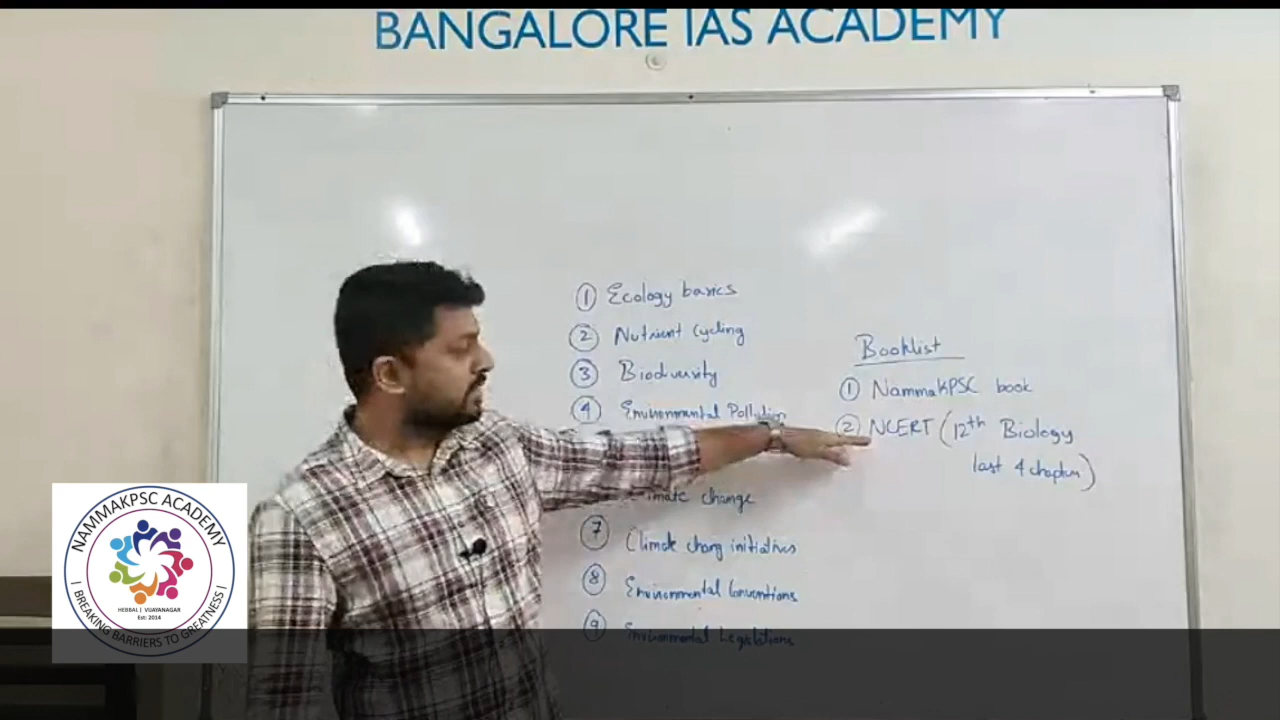 BANGALORE IAS ACADEMY
① Ecology basics
② Nutrient Cycling
③ Biodiversity
④ Environmental Pollution
change
⑦ Climate chang initiatives
⑧ Environmental Conventions
⑨ Environmental Legislations
Booklist
① NammaKPSC book
② NCERT (12th Biology
last 4 chapters)
NAMMAKPSC ACADEMY
HEBBAL | VIJAYANAGAR
Est: 2014
| BREAKING BARRIERS TO GREATNESS |